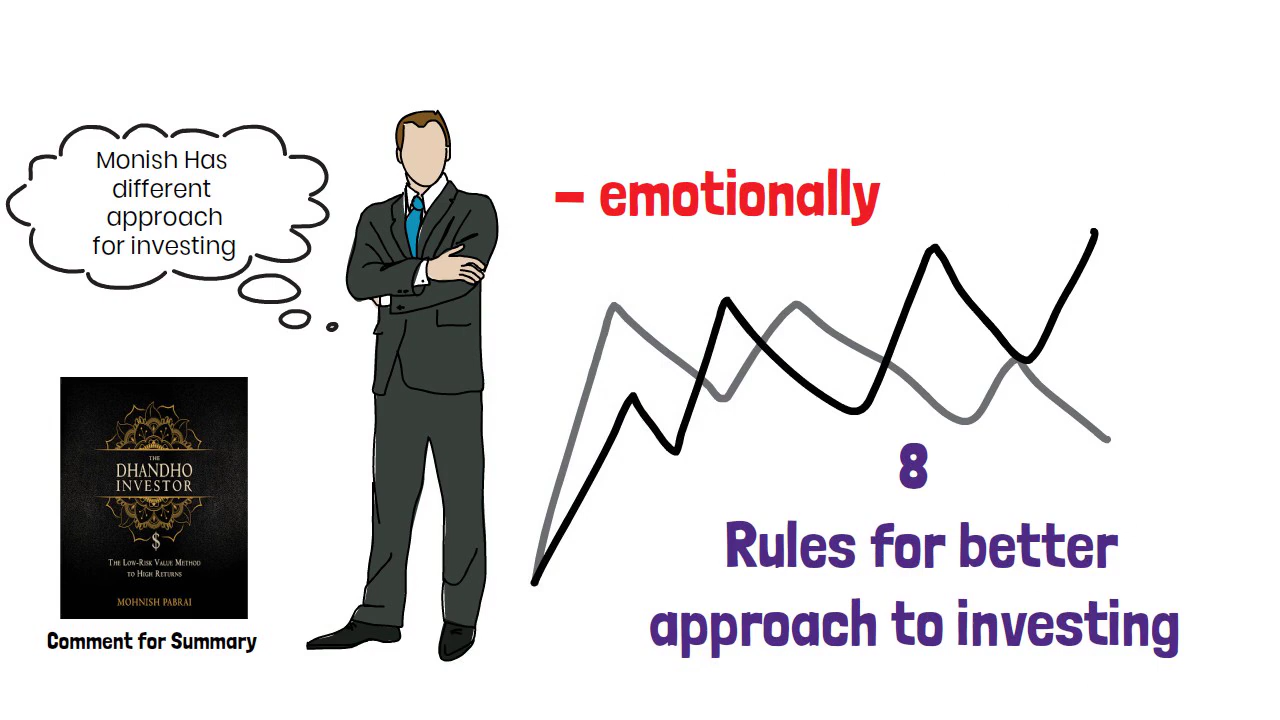 Monish Has
different
approach
for investing
– emotionally
THE
DHANDHO
INVESTOR
$
THE LOW-RISK VALUE METHOD
TO HIGH RETURNS
MOHNISH PABRAI
Comment for Summary
8
Rules for better
approach to investing